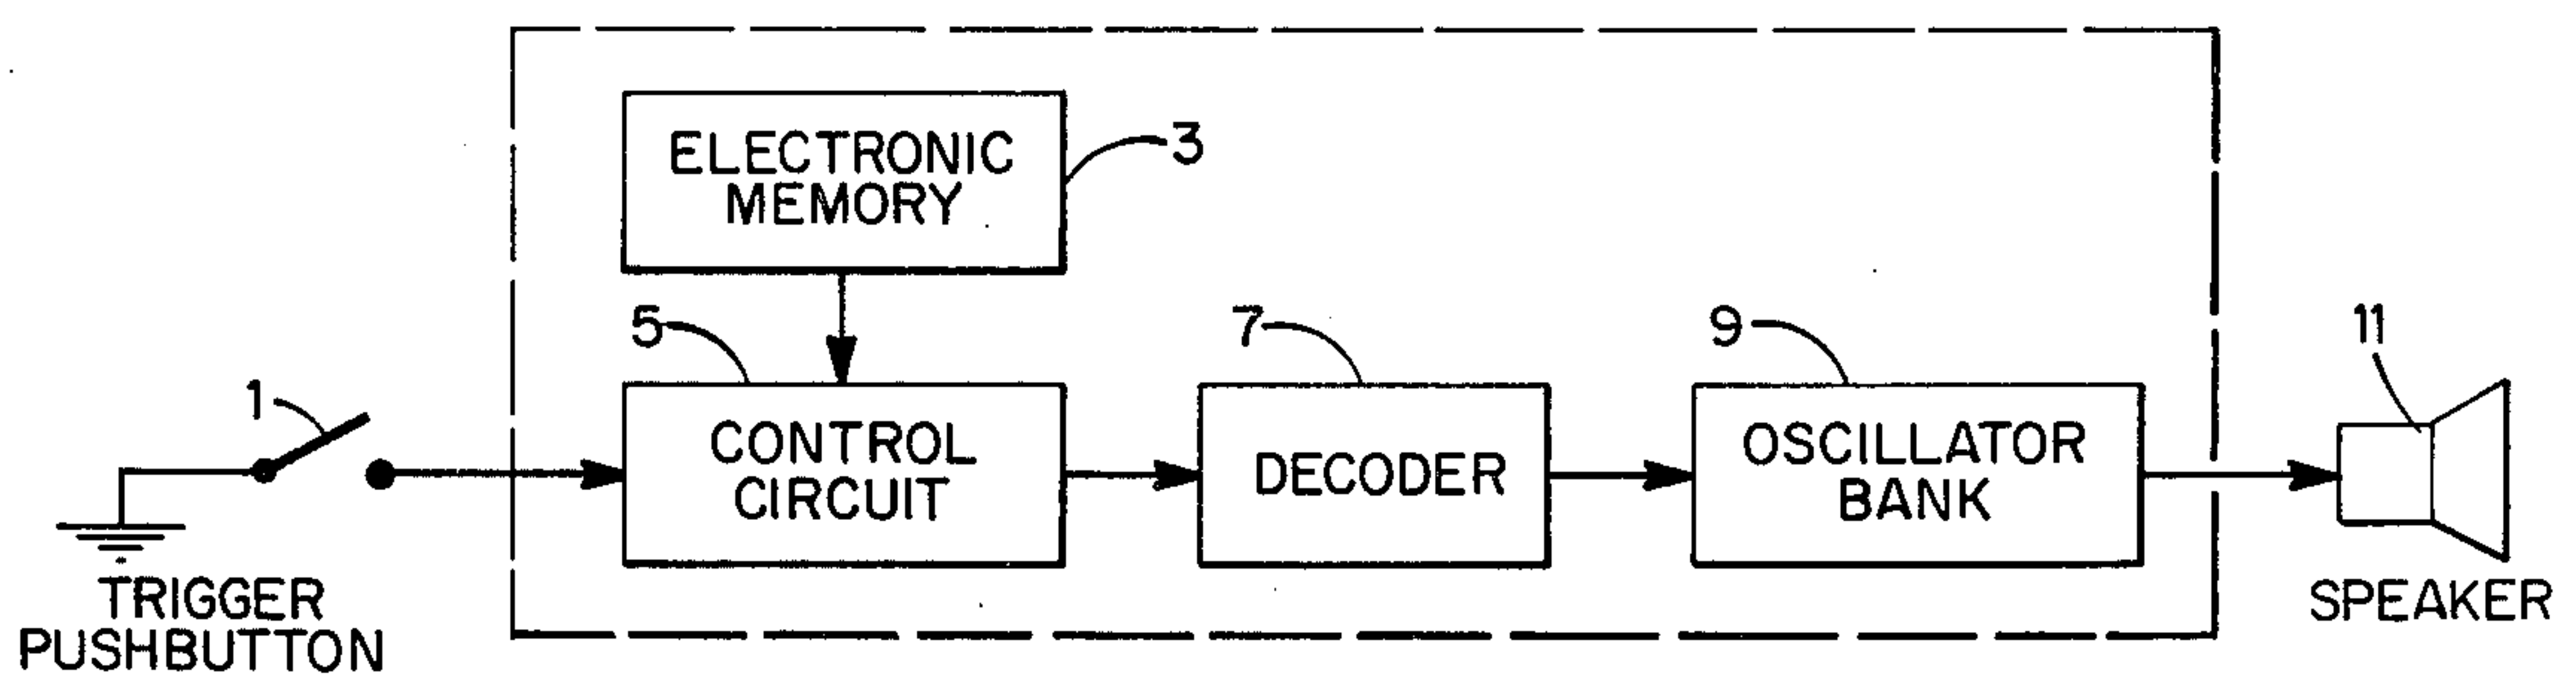 ELECTRONIC
MEMORY
3
5
7
9
11
1
CONTROL
CIRCUIT
DECODER
OSCILLATOR
BANK
TRIGGER
PUSHBUTTON
SPEAKER